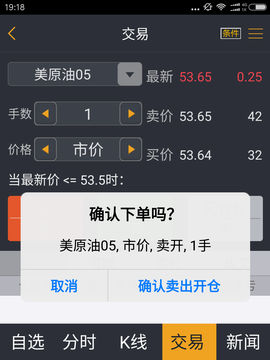 19:18
交易
条件
美原油05 最新 53.65 0.25
手数 1 卖价 53.65 42
价格 市价 买价 53.64 32
当最新价 <= 53.5时:
确认下单吗?
美原油05, 市价, 卖开, 1手
取消 确认卖出开仓
自选 分时 K线 交易 新闻